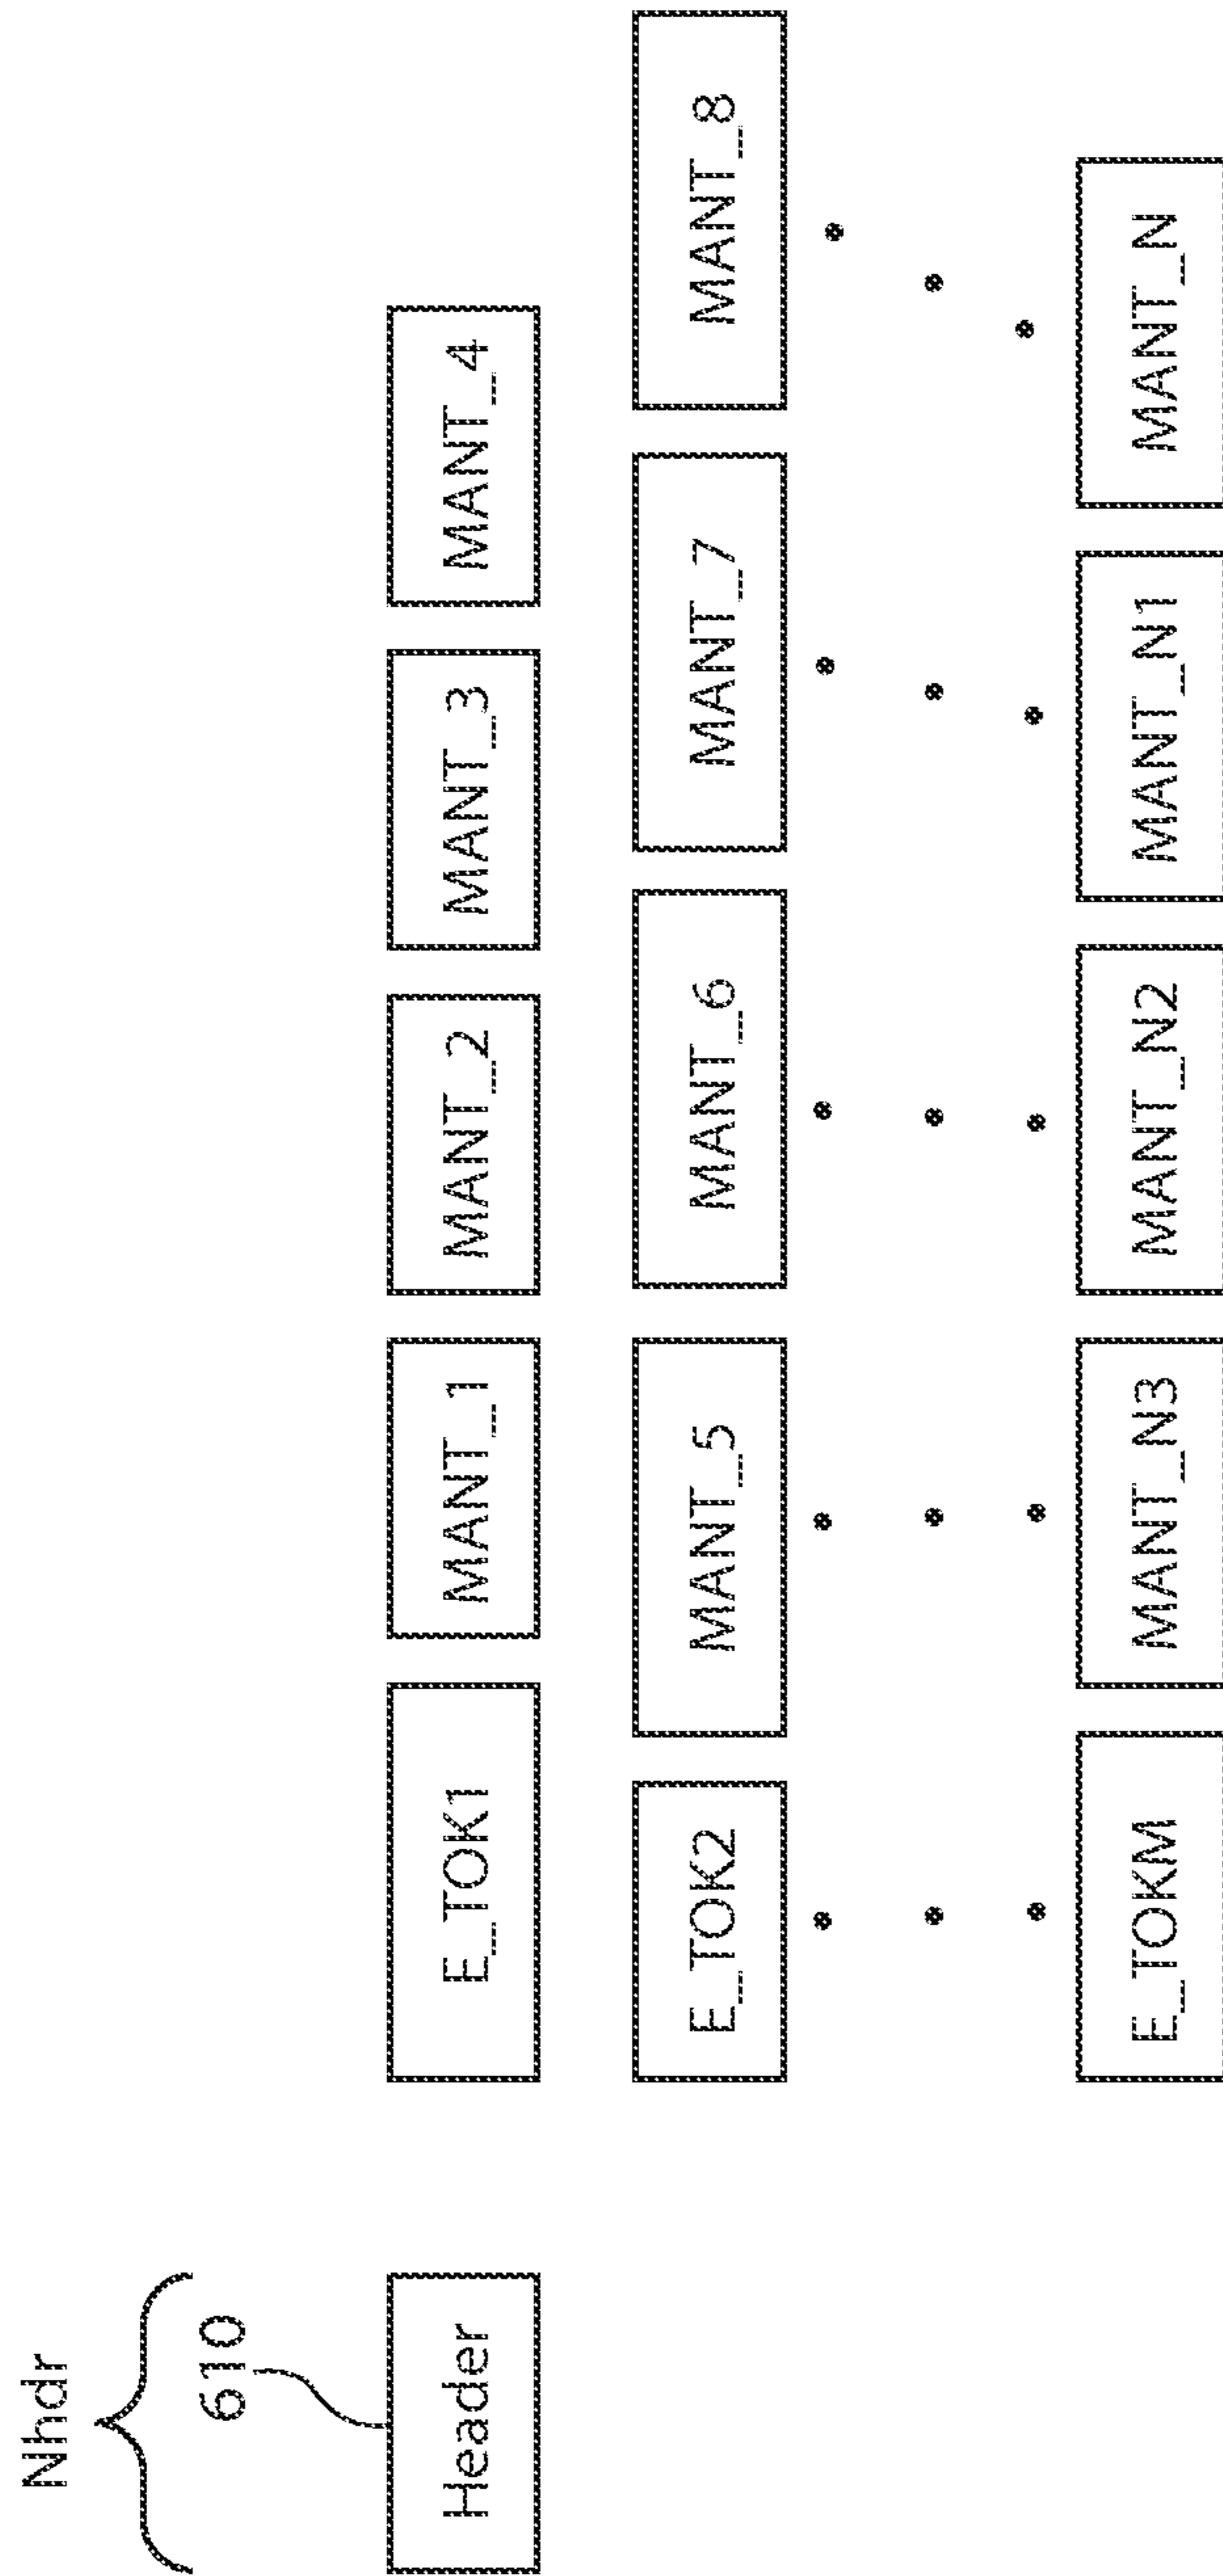 Nhdr
610
Header
E_TOK1 MANT_1 MANT_2 MANT_3 MANT_4
E_TOK2 MANT_5 MANT_6 MANT_7 MANT_8
E_TOKM MANT_N3 MANT_N2 MANT_N1 MANT_N